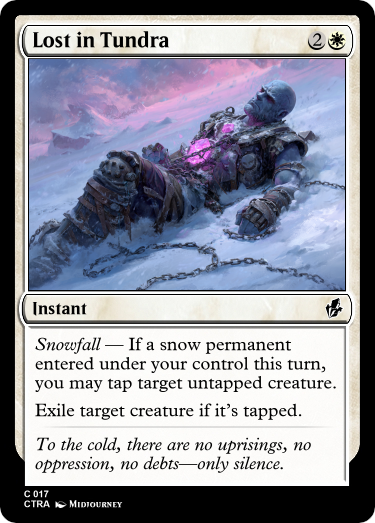 Lost in Tundra 2
Instant
Snowfall — If a snow permanent
entered under your control this turn,
you may tap target untapped creature.
Exile target creature if it's tapped.
To the cold, there are no uprisings, no
oppression, no debts—only silence.
C 017
CTRA Midjourney